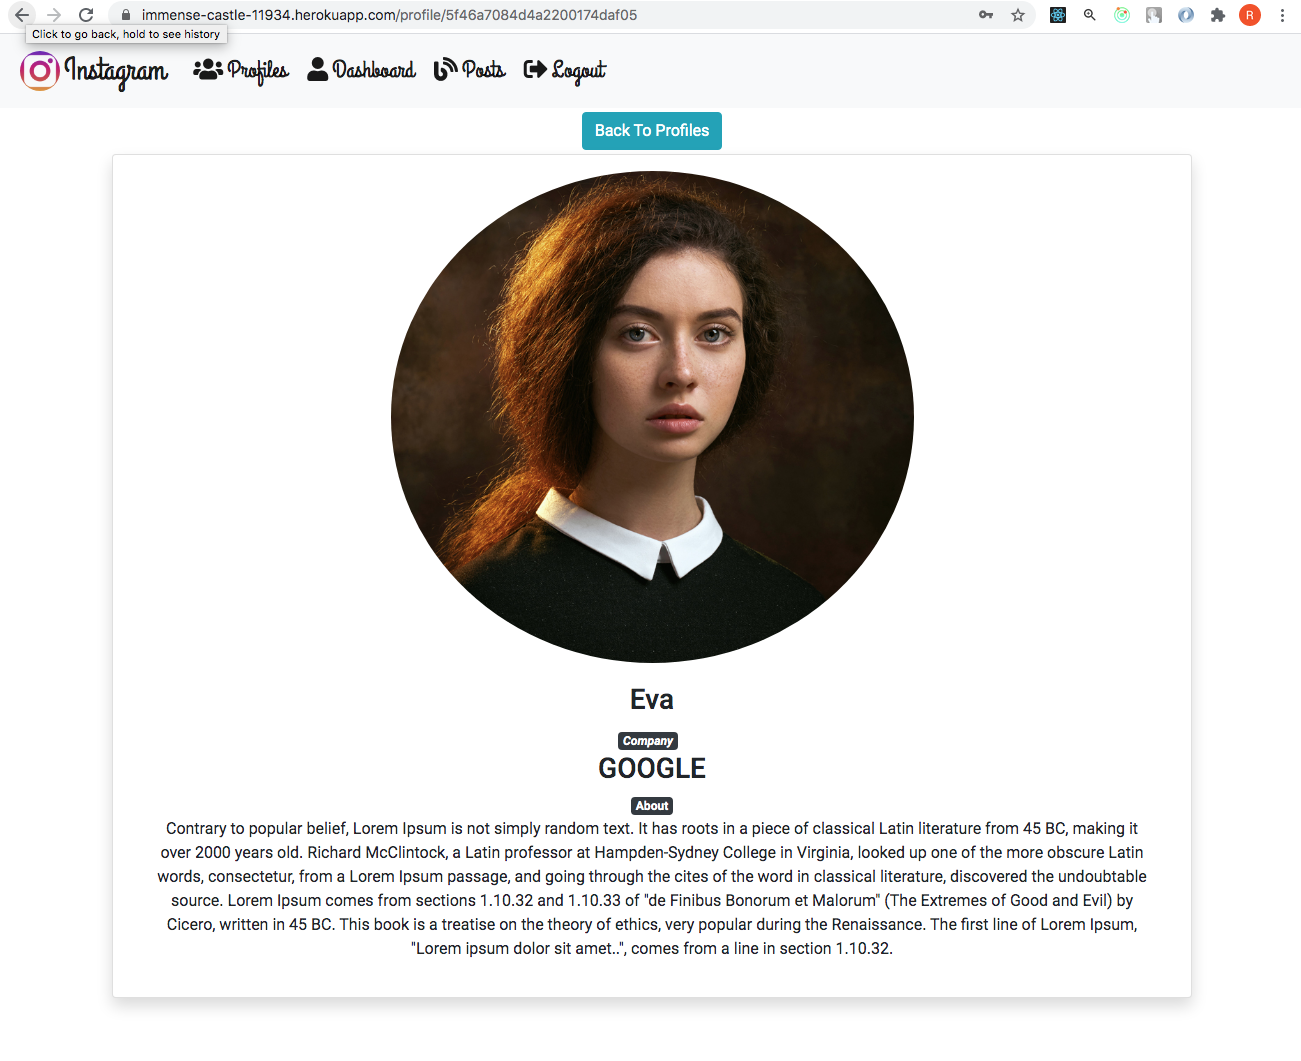 immense-castle-11934.herokuapp.com/profile/5f46a7084d4a2200174daf05
R
Click to go back, hold to see history
Instagram Profiles Dashboard Posts Logout
Back To Profiles
Eva
Company
GOOGLE
About
Contrary to popular belief, Lorem Ipsum is not simply random text. It has roots in a piece of classical Latin literature from 45 BC, making it
over 2000 years old. Richard McClintock, a Latin professor at Hampden-Sydney College in Virginia, looked up one of the more obscure Latin
words, consectetur, from a Lorem Ipsum passage, and going through the cites of the word in classical literature, discovered the undoubtable
source. Lorem Ipsum comes from sections 1.10.32 and 1.10.33 of "de Finibus Bonorum et Malorum" (The Extremes of Good and Evil) by
Cicero, written in 45 BC. This book is a treatise on the theory of ethics, very popular during the Renaissance. The first line of Lorem Ipsum,
"Lorem ipsum dolor sit amet..", comes from a line in section 1.10.32.